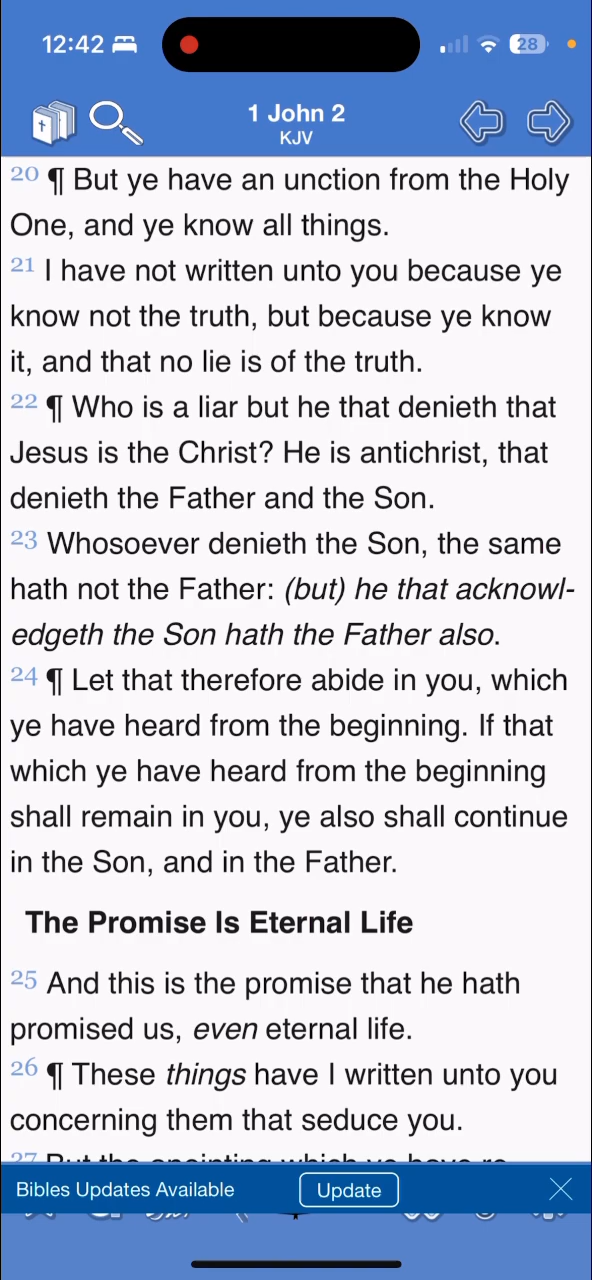 12:42
28
1 John 2
KJV
20 ¶ But ye have an unction from the Holy
One, and ye know all things.
21 I have not written unto you because ye
know not the truth, but because ye know
it, and that no lie is of the truth.
22 ¶ Who is a liar but he that denieth that
Jesus is the Christ? He is antichrist, that
denieth the Father and the Son.
23 Whosoever denieth the Son, the same
hath not the Father: (but) he that acknowl-
edgeth the Son hath the Father also.
24 ¶ Let that therefore abide in you, which
ye have heard from the beginning. If that
which ye have heard from the beginning
shall remain in you, ye also shall continue
in the Son, and in the Father.
The Promise Is Eternal Life
25 And this is the promise that he hath
promised us, even eternal life.
26 ¶ These things have I written unto you
concerning them that seduce you.
27 But the anointing which ye have re-
Bibles Updates Available Update